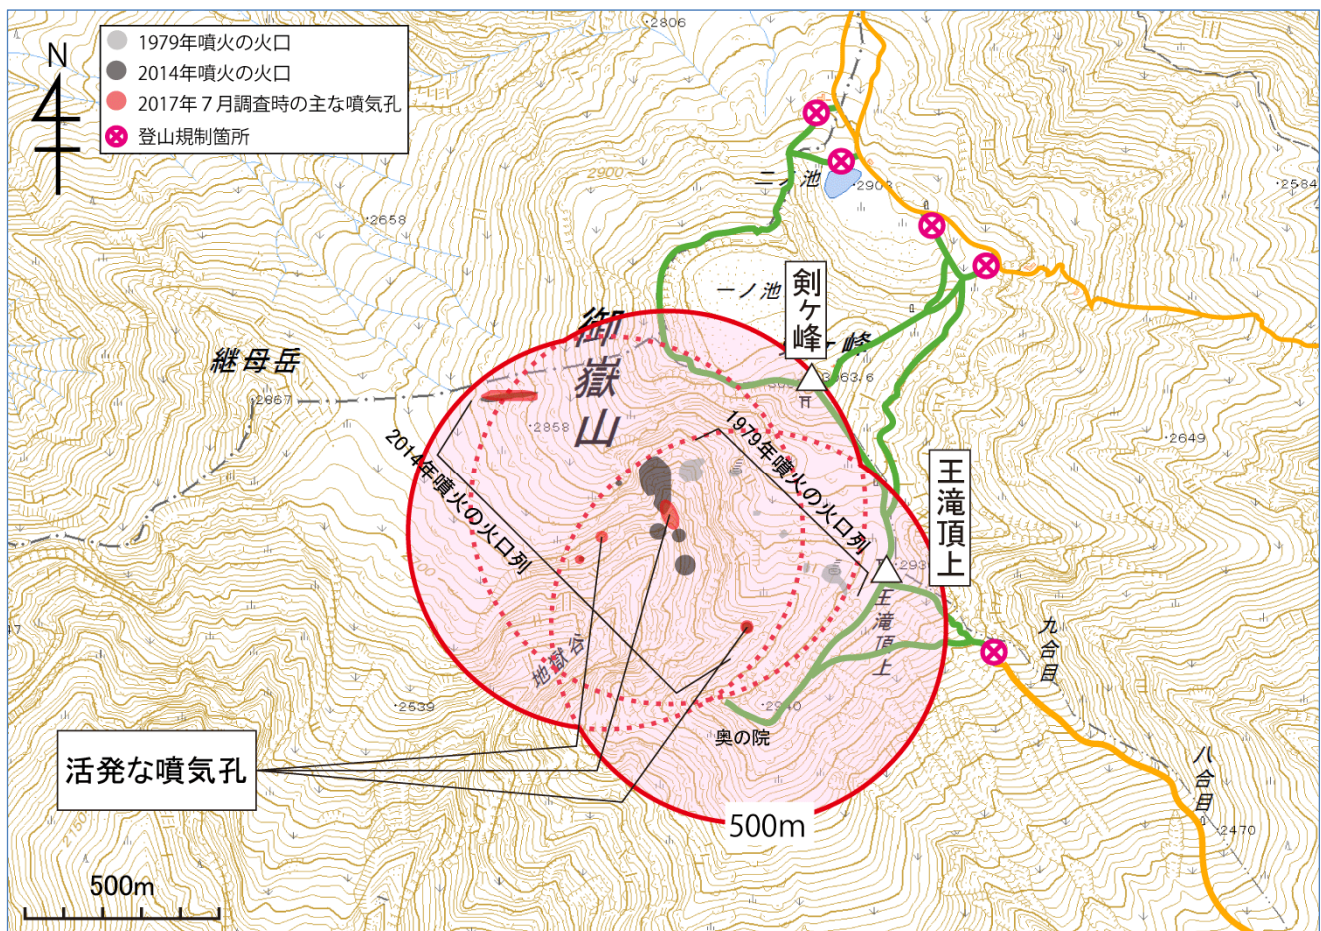 N
1979年噴火の火口
2014年噴火の火口
2017年７月調査時の主な噴気孔
登山規制箇所
2806
2900
2584
2658
二ノ池
2903
一ノ池
剣ヶ峰
御嶽山
継母岳
2867
2858
2649
2014年噴火の火口列
1979年噴火の火口列
王滝頂上
王滝頂上
九合目
地獄谷
2539
奥の院
八合目
2470
活発な噴気孔
500m
500m